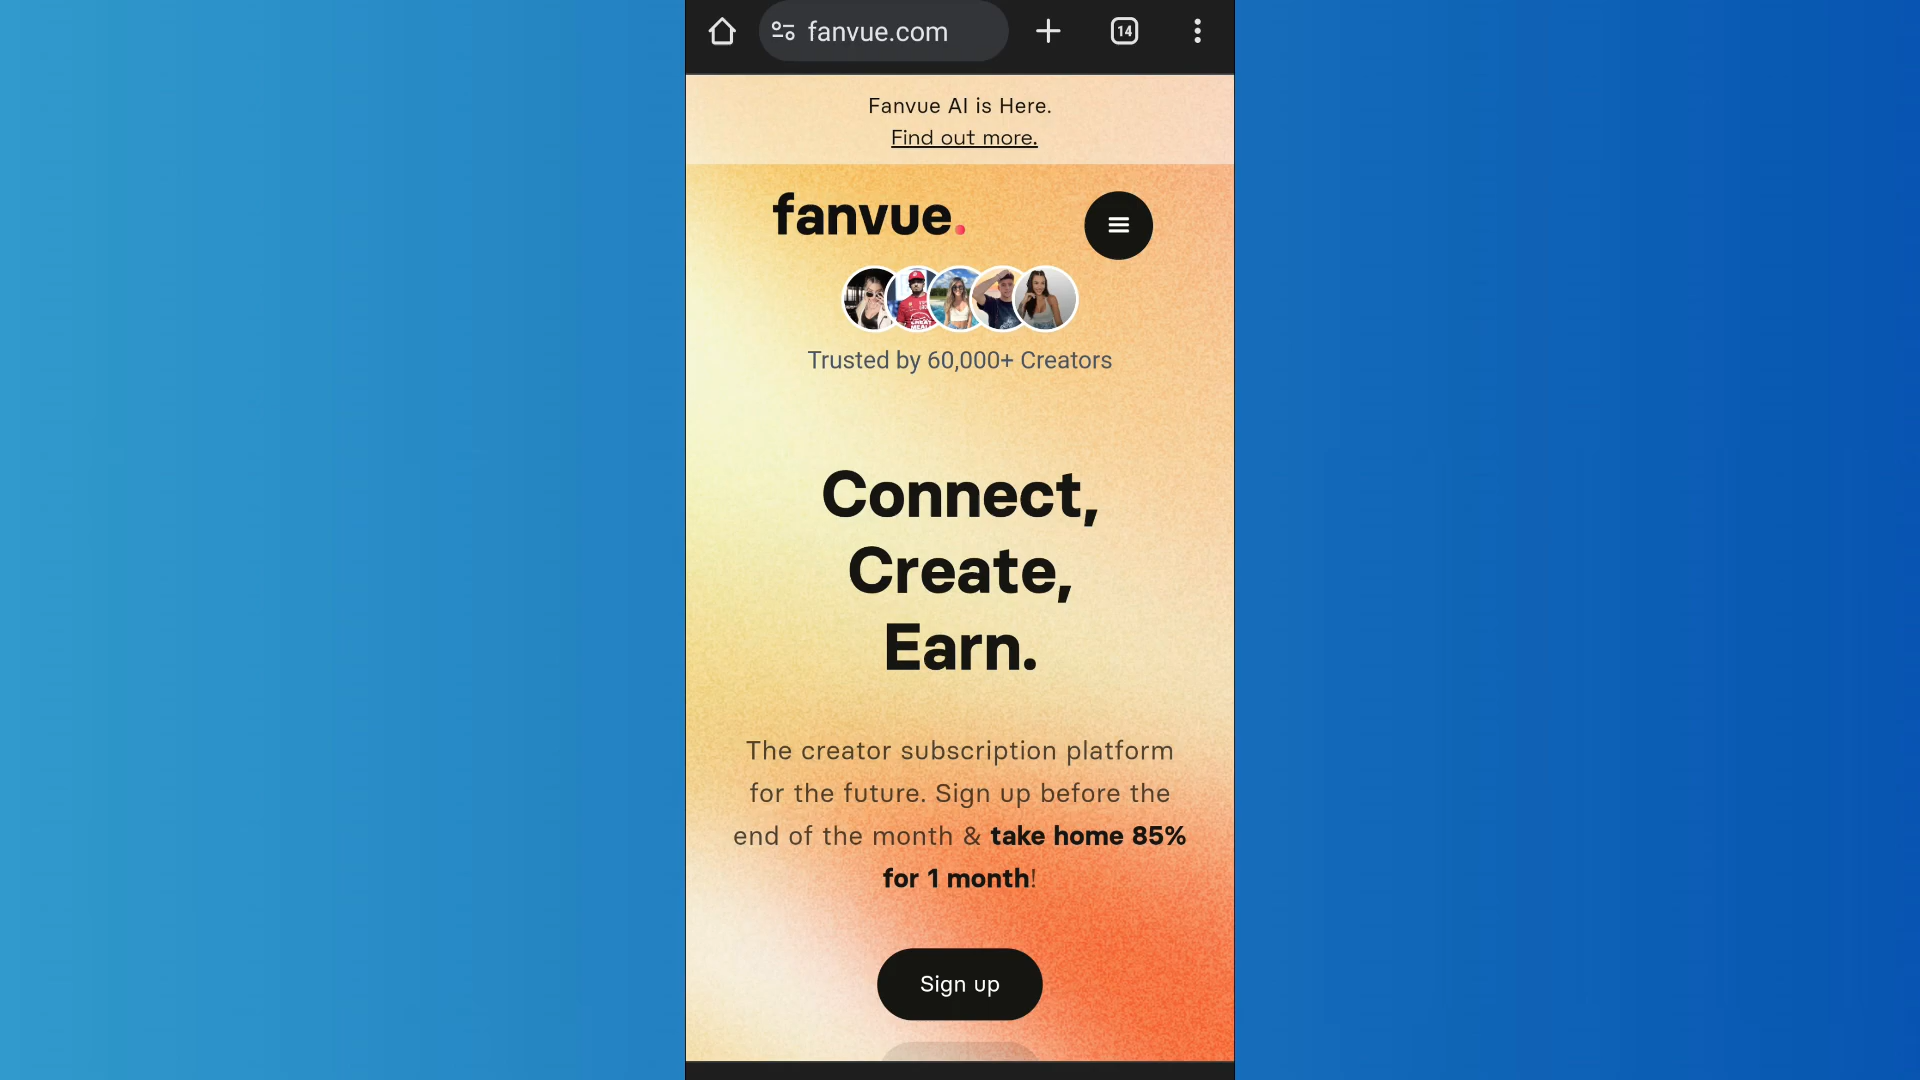 fanvue.com
14
Fanvue AI is Here.
Find out more.
fanvue.
Trusted by 60,000+ Creators
Connect,
Create,
Earn.
The creator subscription platform
for the future. Sign up before the
end of the month & take home 85%
for 1 month!
Sign up